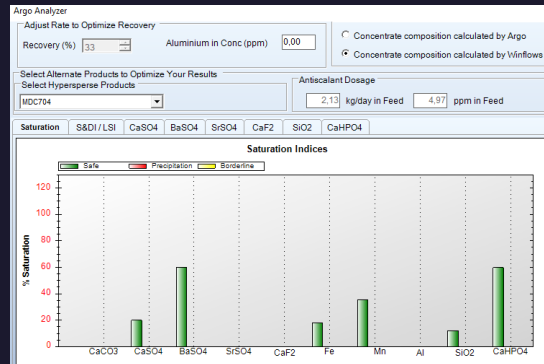 Argo Analyzer
Adjust Rate to Optimize Recovery
Recovery (%) 33
Aluminium in Conc (ppm) 0,00
Concentrate composition calculated by Argo
Concentrate composition calculated by Winflows
Select Alternate Products to Optimize Your Results
Select Hypersperse Products
MDC704
Antiscalant Dosage
2,13 kg/day in Feed 4,97 ppm in Feed
Saturation S&DI / LSI CaSO4 BaSO4 SrSO4 CaF2 SiO2 CaHPO4
Saturation Indices
Safe Precipitation Borderline
% Saturation
120
100
80
60
40
20
0
CaCO3 CaSO4 BaSO4 SrSO4 CaF2 Fe Mn Al SiO2 CaHPO4